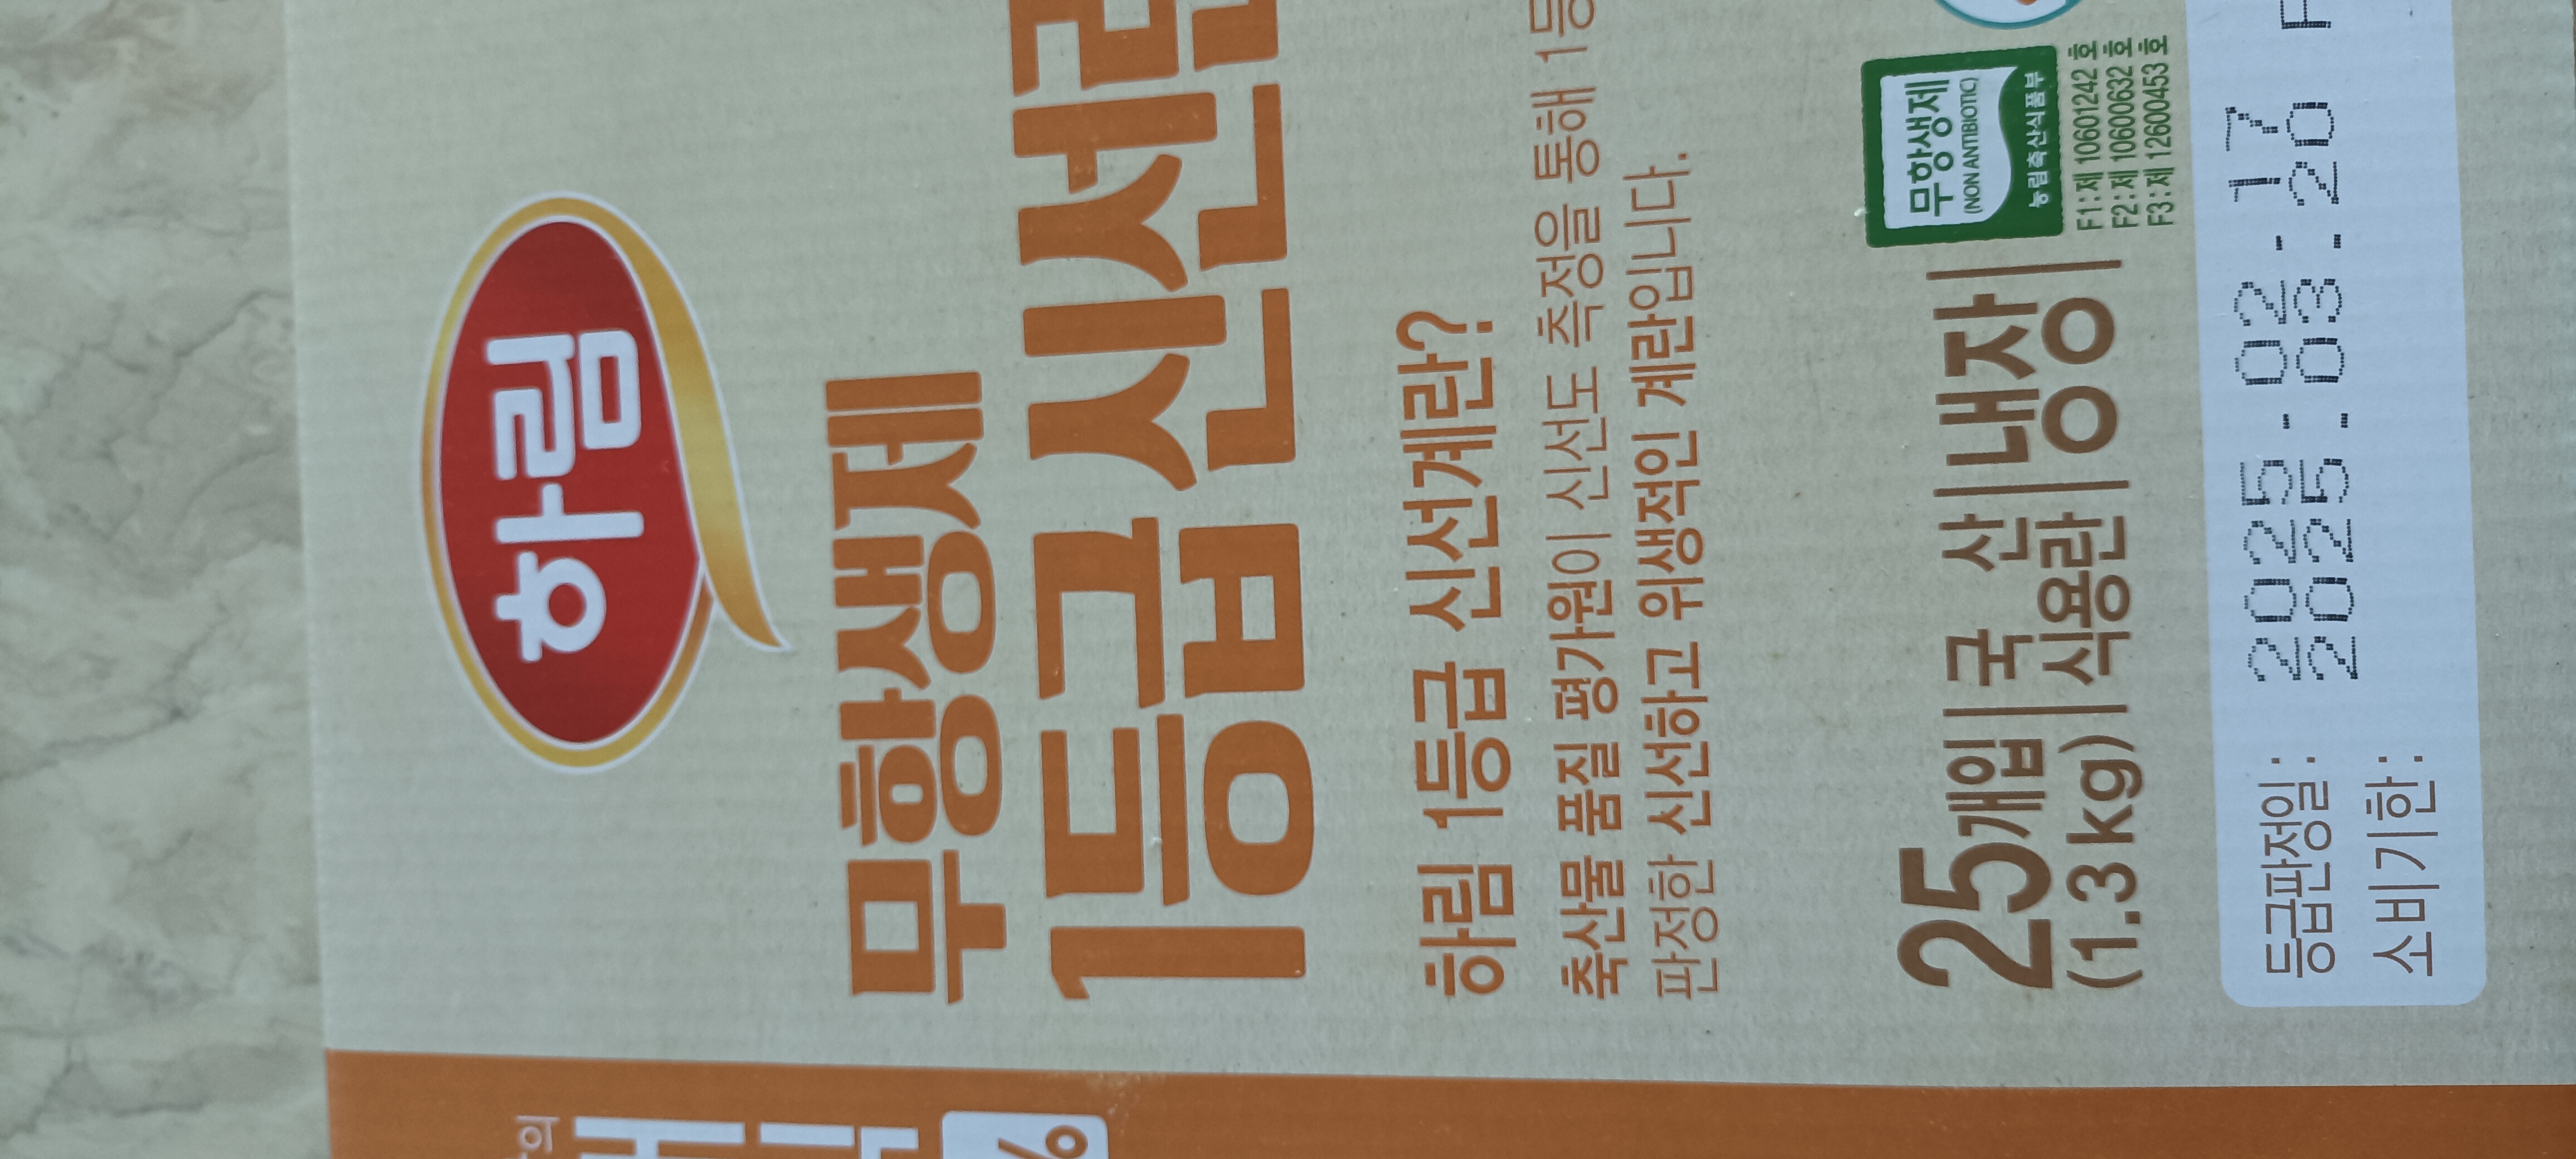 하림
무항생제
1등급 신선
하림 1등급 신선계란?
축산물 품질 평가원이 신선도 측정을 통해 1등
판정한 신선하고 위생적인 계란입니다.
25개입 국 산 냉장
(1.3kg) 식용란
무항생제
(NON ANTIBIOTIC)
농림축산식품부
F1 : 제 10601242 호
F2 : 제 10600632 호
F3 : 제 12600453 호
등급판정일 : 2025-02-17
소비기한 : 2025.03.20
의
%